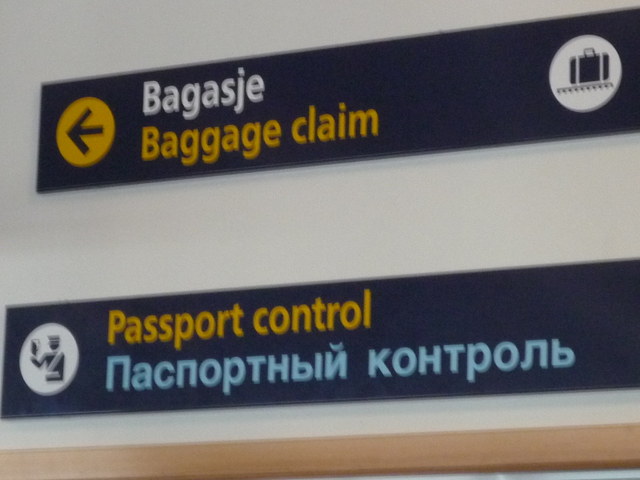 Bagasje
Baggage claim
Passport control
Паспортный контроль